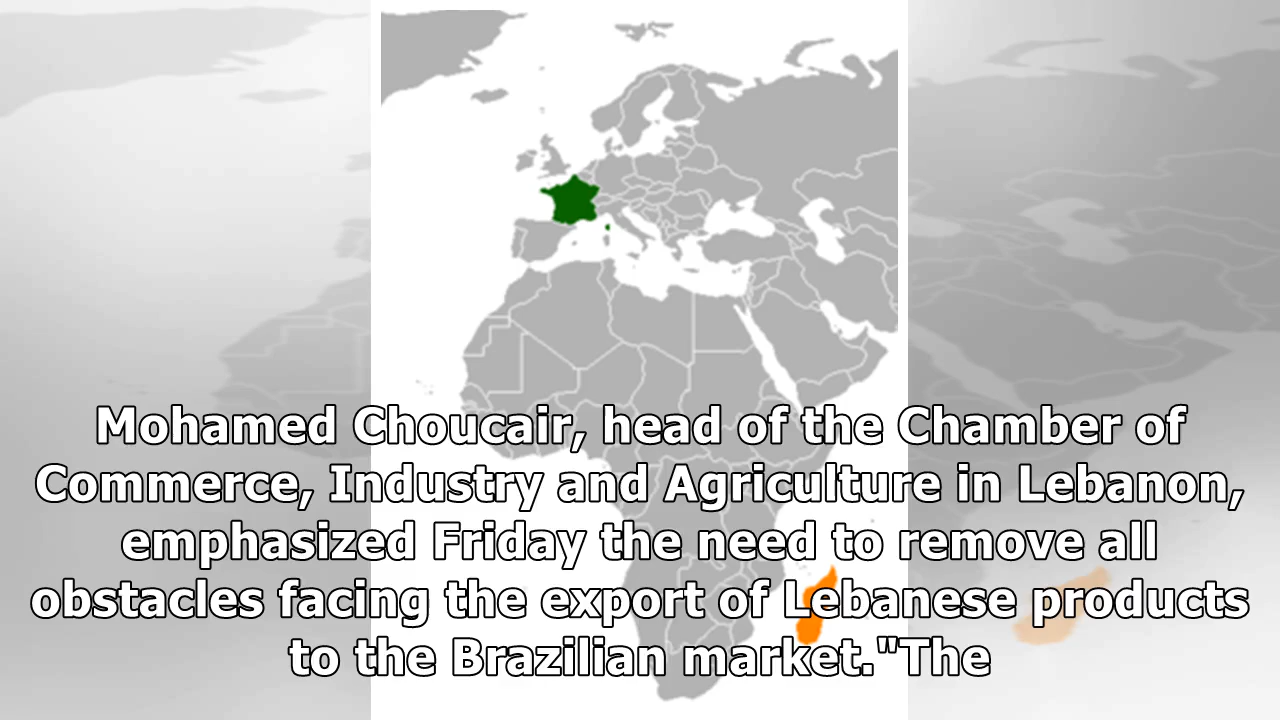 Mohamed Choucair, head of the Chamber of
Commerce, Industry and Agriculture in Lebanon,
emphasized Friday the need to remove all
obstacles facing the export of Lebanese products
to the Brazilian market."The